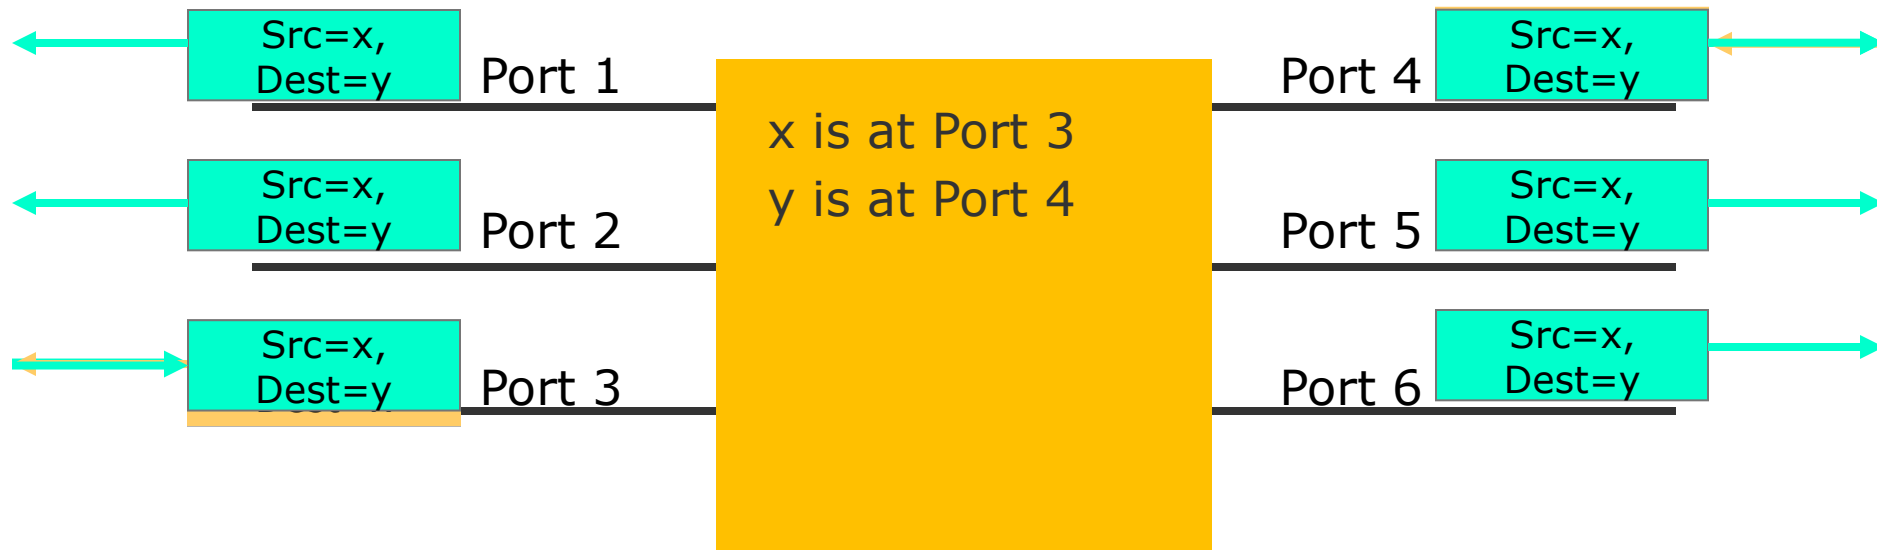 Src=x,
Dest=y
Port 1
Src=x,
Dest=y
Port 2
Src=x,
Dest=y
Port 3
x is at Port 3
y is at Port 4
Port 4
Src=x,
Dest=y
Port 5
Src=x,
Dest=y
Port 6
Src=x,
Dest=y